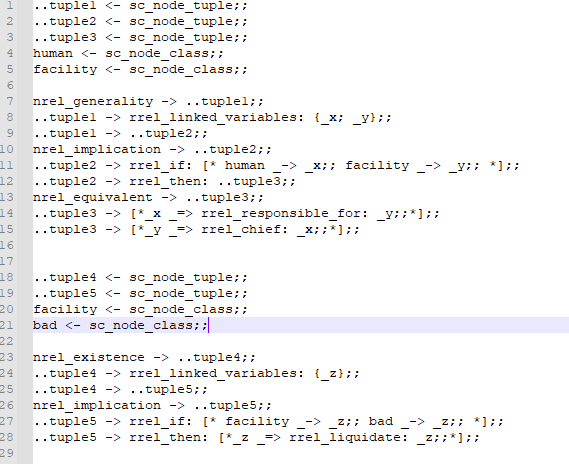 1 ..tuple1 <- sc_node_tuple;;
2 ..tuple2 <- sc_node_tuple;;
3 ..tuple3 <- sc_node_tuple;;
4 human <- sc_node_class;;
5 facility <- sc_node_class;;
6
7 nrel_generality -> ..tuple1;;
8 ..tuple1 -> rrel_linked_variables: {_x; _y};;
9 ..tuple1 -> ..tuple2;;
10 nrel_implication -> ..tuple2;;
11 ..tuple2 -> rrel_if: [* human _-> _x;; facility _-> _y;; *];;
12 ..tuple2 -> rrel_then: ..tuple3;;
13 nrel_equivalent -> ..tuple3;;
14 ..tuple3 -> [*_x _=> rrel_responsible_for: _y;;*];;
15 ..tuple3 -> [*_y _=> rrel_chief: _x;;*];;
16
17
18 ..tuple4 <- sc_node_tuple;;
19 ..tuple5 <- sc_node_tuple;;
20 facility <- sc_node_class;;
21 bad <- sc_node_class;;
22
23 nrel_existence -> ..tuple4;;
24 ..tuple4 -> rrel_linked_variables: {_z};;
25 ..tuple4 -> ..tuple5;;
26 nrel_implication -> ..tuple5;;
27 ..tuple5 -> rrel_if: [* facility _-> _z;; bad _-> _z;; *];;
28 ..tuple5 -> rrel_then: [*_z _=> rrel_liquidate: _z;;*];;
29